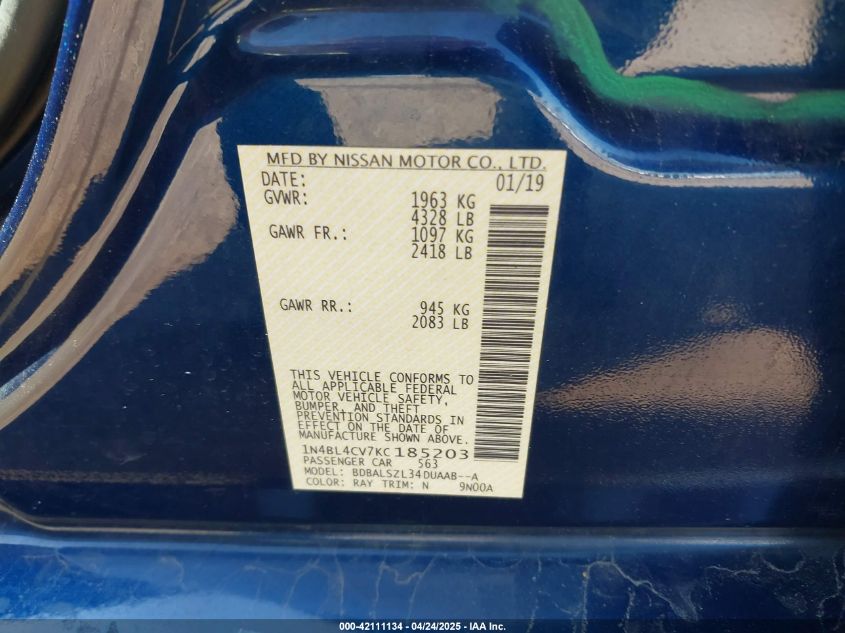 MFD BY NISSAN MOTOR CO., LTD.
DATE: 01/19
GVWR: 1963 KG
4328 LB
GAWR FR.: 1097 KG
2418 LB
GAWR RR.: 945 KG
2083 LB
THIS VEHICLE CONFORMS TO
ALL APPLICABLE FEDERAL
MOTOR VEHICLE SAFETY,
BUMPER, AND THEFT
PREVENTION STANDARDS IN
EFFECT ON THE DATE OF
MANUFACTURE SHOWN ABOVE.
1N4BL4CV7KC 185203
PASSENGER CAR 563
MODEL: BDBALSZL34DUAAB--A
COLOR: RAY TRIM: N 9N00A
000-42111134 - 04/24/2025 - IAA Inc.